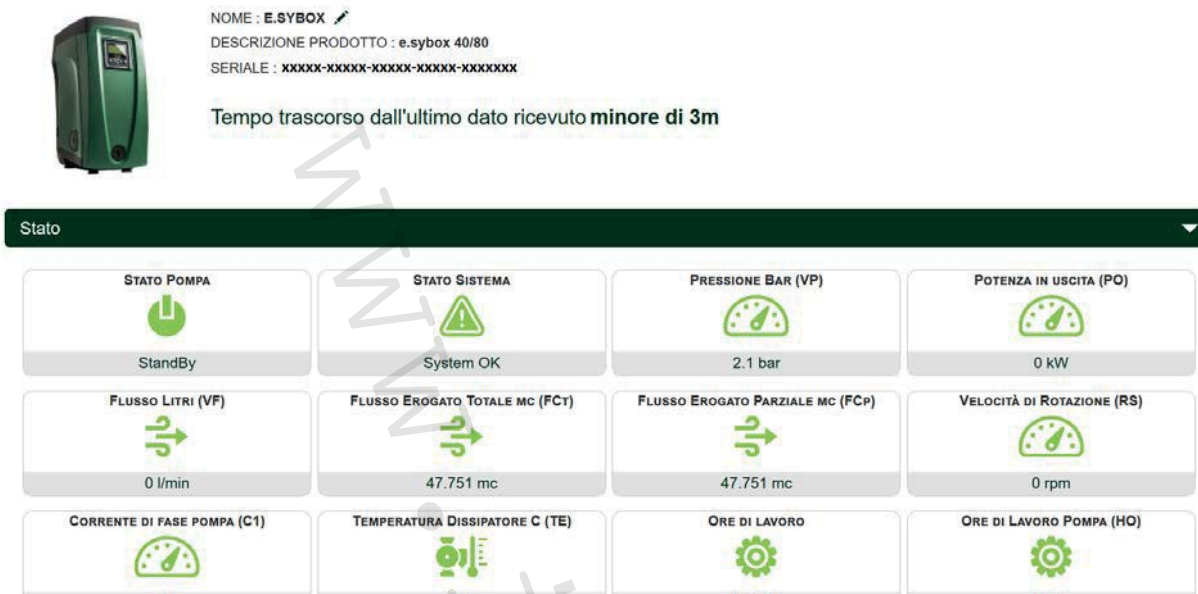 NOME : E.SYBOX
DESCRIZIONE PRODOTTO : e.sybox 40/80
SERIALE : xxxxx-xxxxx-xxxxx-xxxxx-xxxxxxx
Tempo trascorso dall'ultimo dato ricevuto minore di 3m
Stato
STATO POMPA STATO SISTEMA PRESSIONE BAR (VP) POTENZA IN USCITA (PO)
StandBy System OK 2.1 bar 0 kW
FLUSSO LITRI (VF) FLUSSO EROGATO TOTALE MC (FCT) FLUSSO EROGATO PARZIALE MC (FCP) VELOCITÀ DI ROTAZIONE (RS)
0 l/min 47.751 mc 47.751 mc 0 rpm
CORRENTE DI FASE POMPA (C1) TEMPERATURA DISSIPATORE C (TE) ORE DI LAVORO ORE DI LAVORO POMPA (HO)
www.